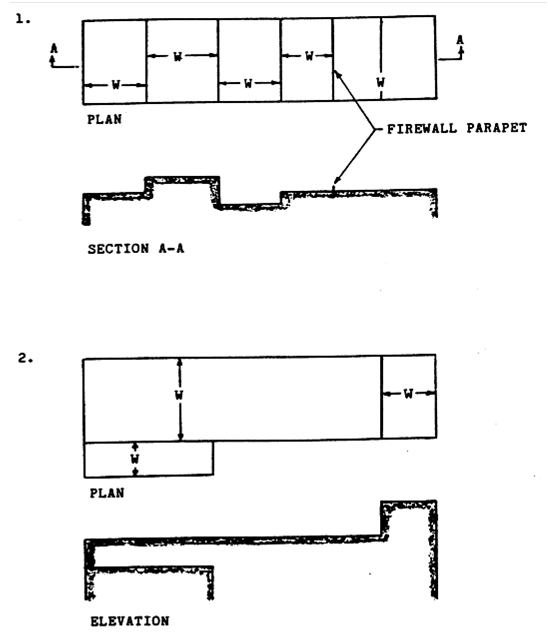 1.
A
A
W
W
W
W
W
PLAN
FIREWALL PARAPET
SECTION A-A
2.
W
W
W
PLAN
ELEVATION